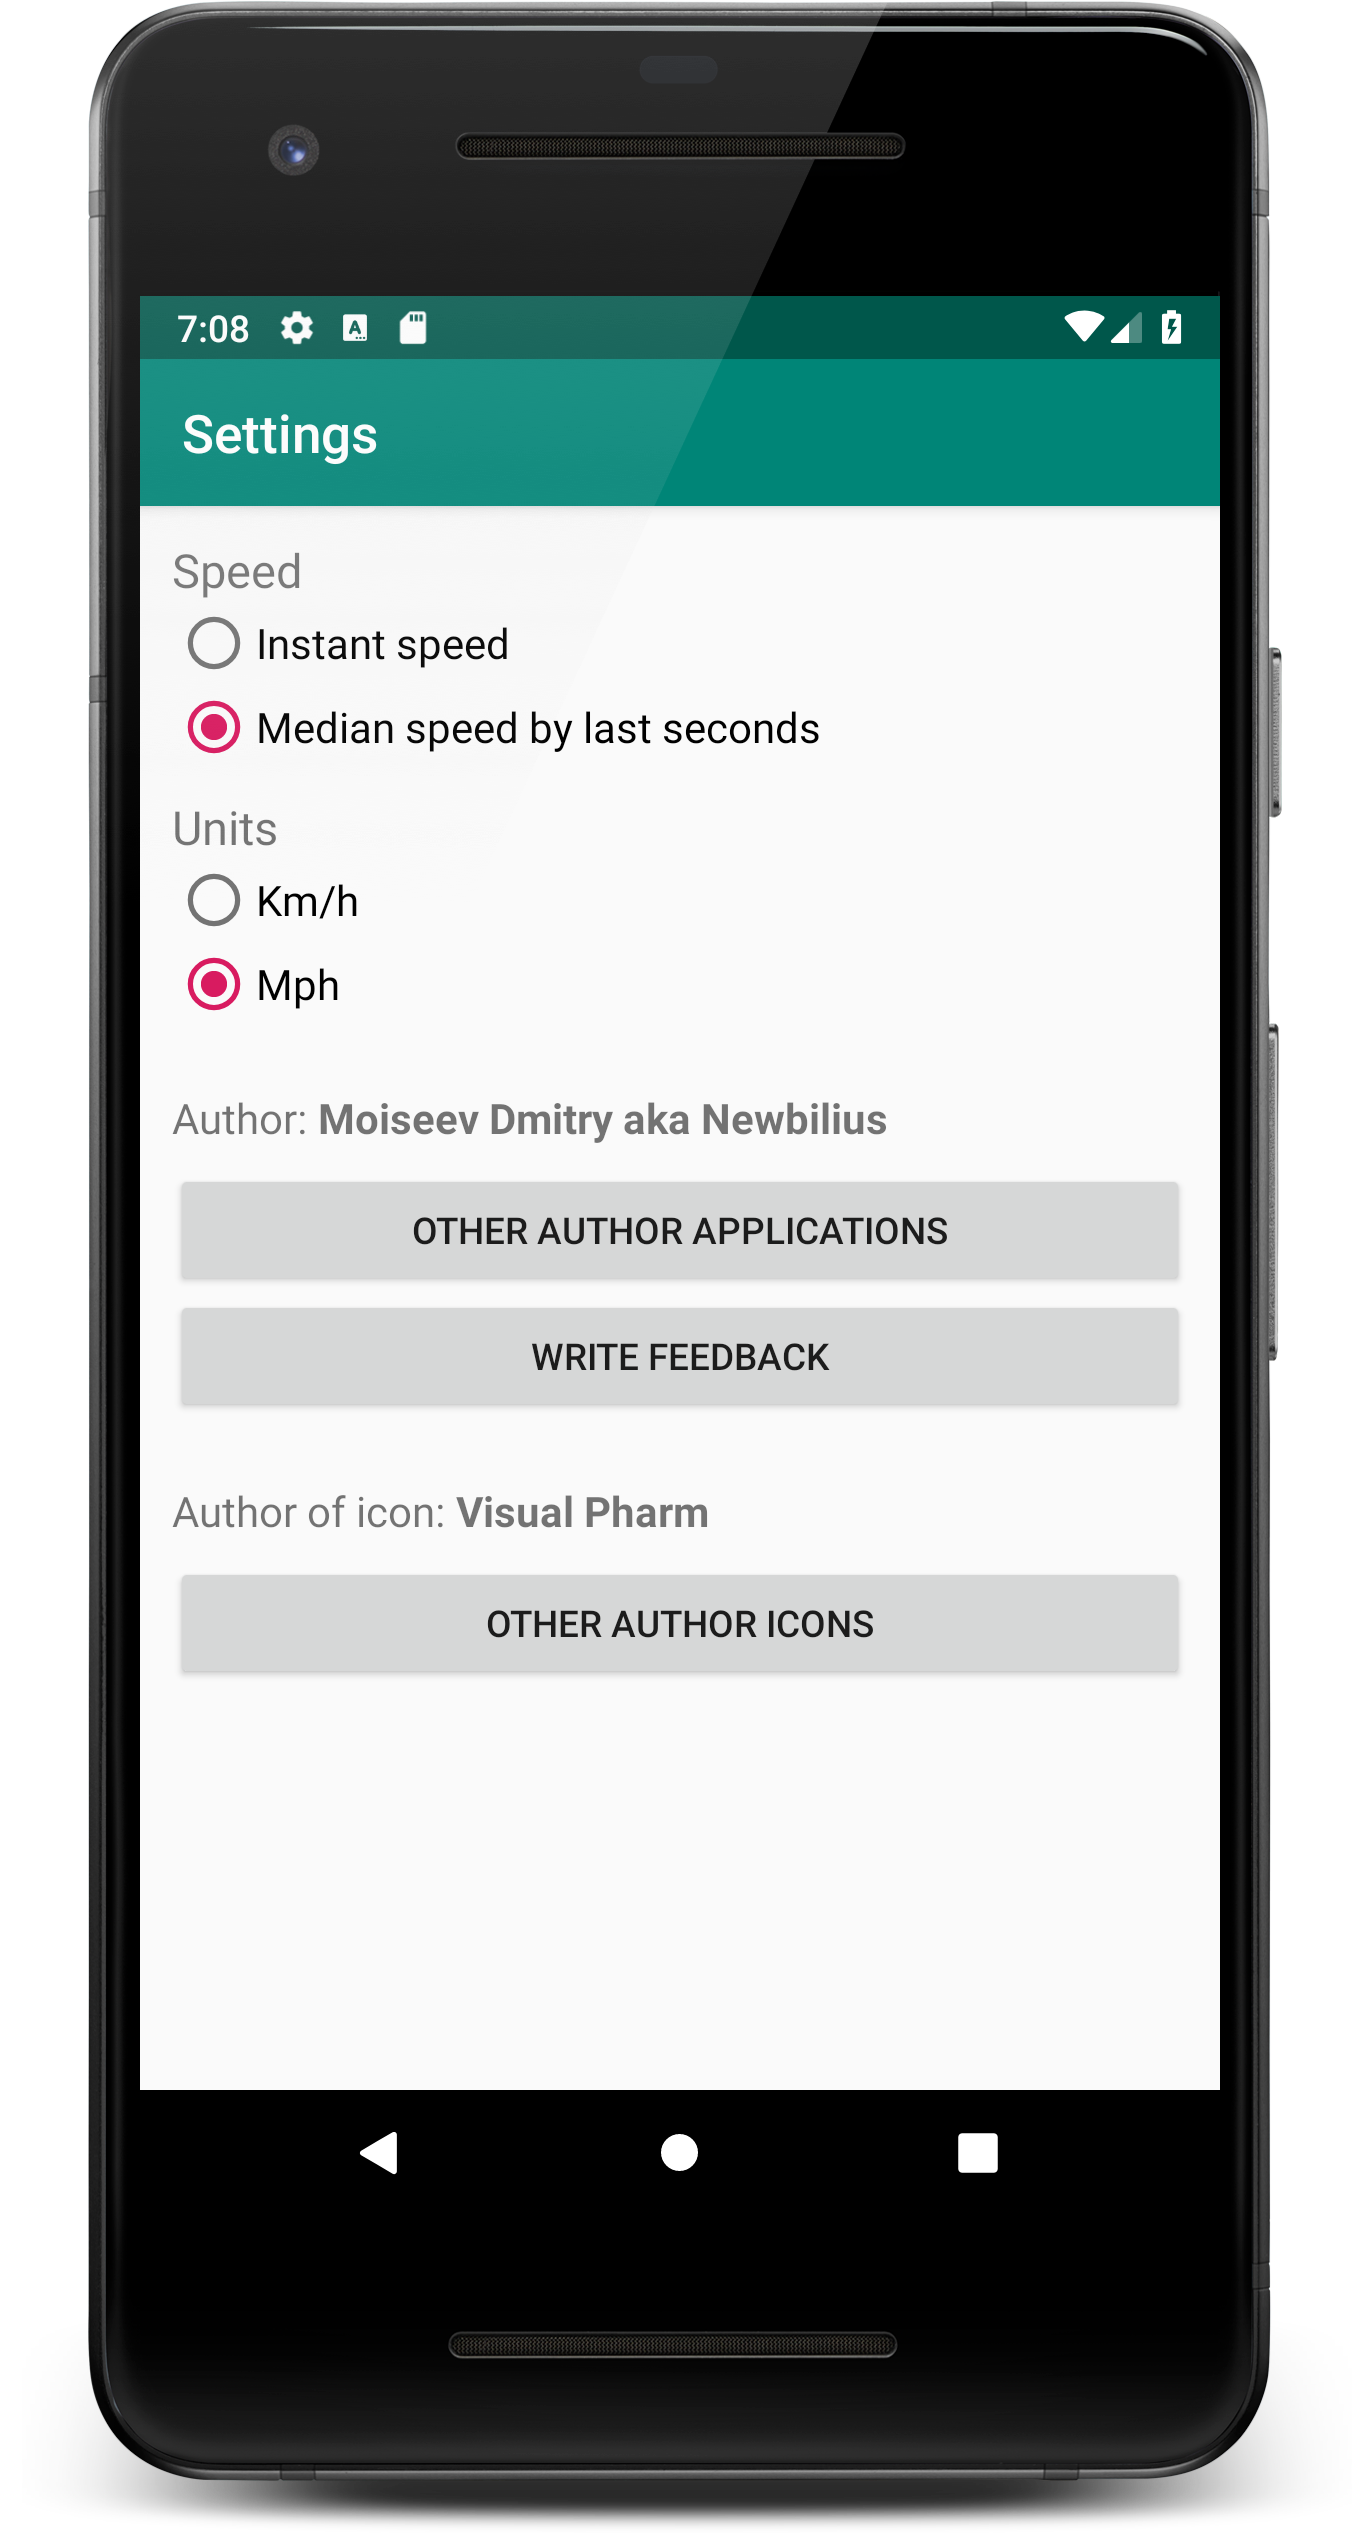 7:08
Settings
Speed
Instant speed
Median speed by last seconds
Units
Km/h
Mph
Author: Moiseev Dmitry aka Newbilius
OTHER AUTHOR APPLICATIONS
WRITE FEEDBACK
Author of icon: Visual Pharm
OTHER AUTHOR ICONS